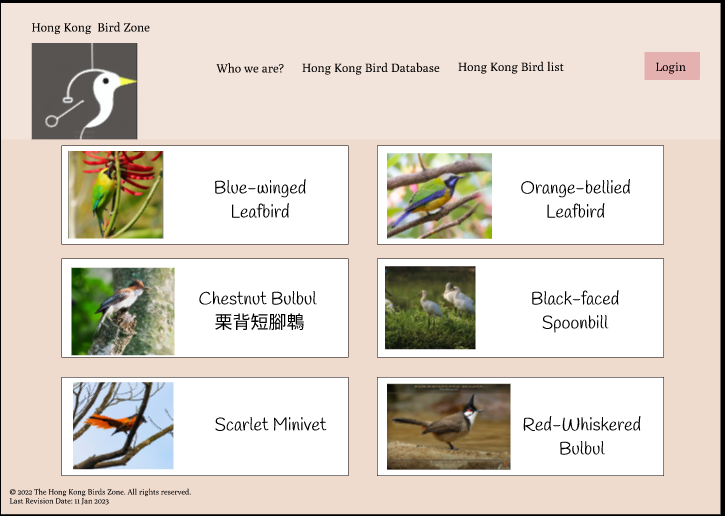 Hong Kong  Bird Zone
Who we are?
Hong Kong Bird Database
Hong Kong Bird list
Login
Blue-winged
Leafbird
Orange-bellied
Leafbird
Chestnut Bulbul
栗背短腳鵯
Black-faced
Spoonbill
Scarlet Minivet
Red-Whiskered
Bulbul
© 2022 The Hong Kong Birds Zone. All rights reserved.
Last Revision Date: 11 Jan 2023